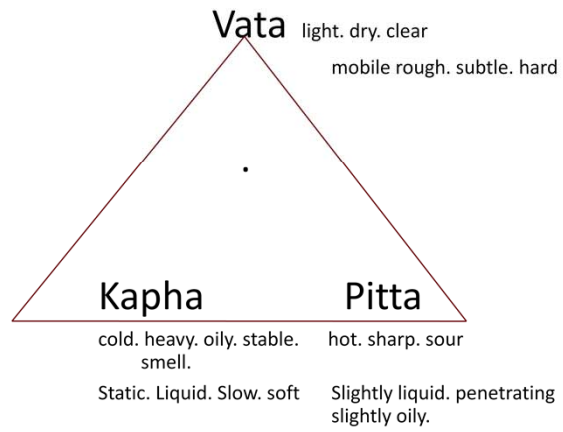 Vata light. dry. clear
mobile rough. subtle. hard
Kapha
Pitta
cold. heavy. oily. stable.
smell.
Static. Liquid. Slow. soft
hot. sharp. sour
Slightly liquid. penetrating
slightly oily.